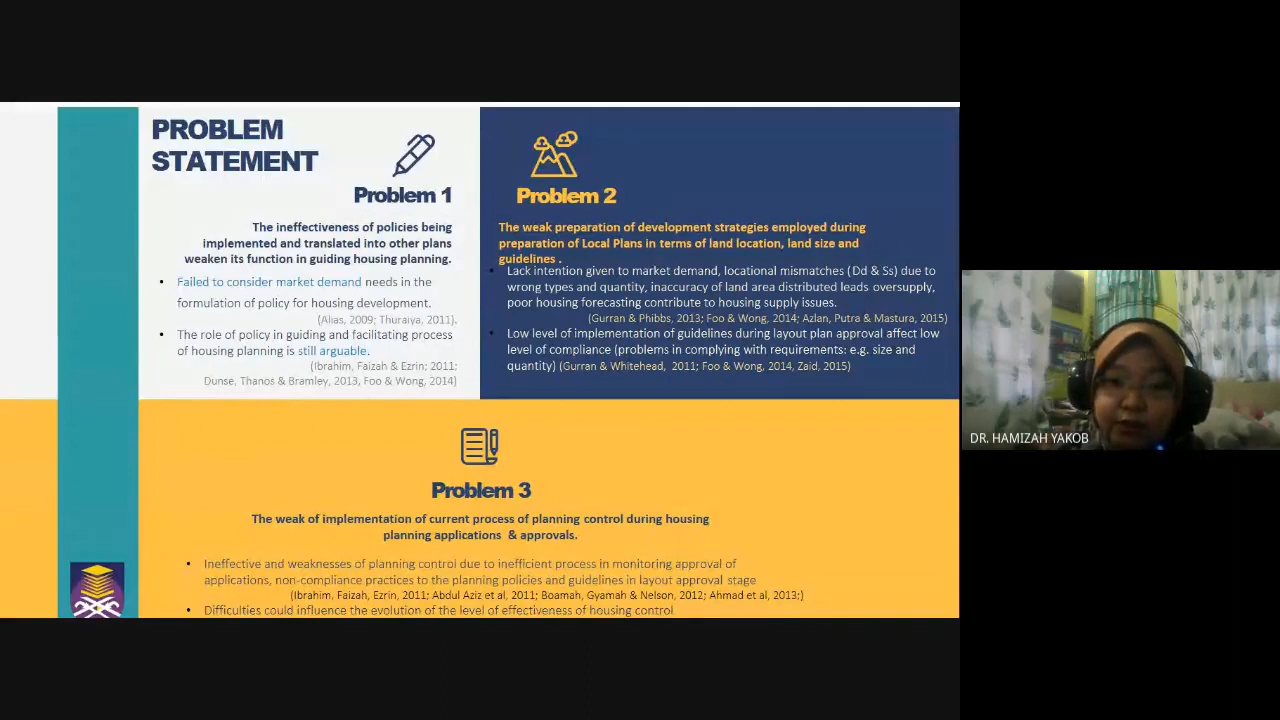 PROBLEM
STATEMENT
Problem 1
The ineffectiveness of policies being
implemented and translated into other plans
weaken its function in guiding housing planning.
• Failed to consider market demand needs in the
formulation of policy for housing development.
(Alias, 2009; Thuraiya, 2011).
• The role of policy in guiding and facilitating process
of housing planning is still arguable.
(Ibrahim, Faizah & Ezrin; 2011;
Dunse, Thanos & Bramley, 2013, Foo & Wong, 2014)
Problem 2
The weak preparation of development strategies employed during
preparation of Local Plans in terms of land location, land size and
guidelines .
• Lack intention given to market demand, locational mismatches (Dd & Ss) due to
wrong types and quantity, inaccuracy of land area distributed leads oversupply,
poor housing forecasting contribute to housing supply issues.
(Gurran & Phibbs, 2013; Foo & Wong, 2014; Azlan, Putra & Mastura, 2015)
• Low level of implementation of guidelines during layout plan approval affect low
level of compliance (problems in complying with requirements: e.g. size and
quantity) (Gurran & Whitehead, 2011; Foo & Wong, 2014, Zaid, 2015)
Problem 3
The weak of implementation of current process of planning control during housing
planning applications & approvals.
• Ineffective and weaknesses of planning control due to inefficient process in monitoring approval of
applications, non-compliance practices to the planning policies and guidelines in layout approval stage
(Ibrahim, Faizah, Ezrin, 2011; Abdul Aziz et al, 2011; Boamah, Gyamah & Nelson, 2012; Ahmad et al, 2013;)
• Difficulties could influence the evolution of the level of effectiveness of housing control
DR. HAMIZAH YAKOB